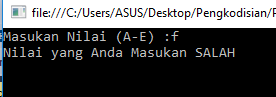 file:///C:/Users/ASUS/Desktop/Pengkodisian/P
Masukan Nilai (A-E) :f
Nilai yang Anda Masukan SALAH